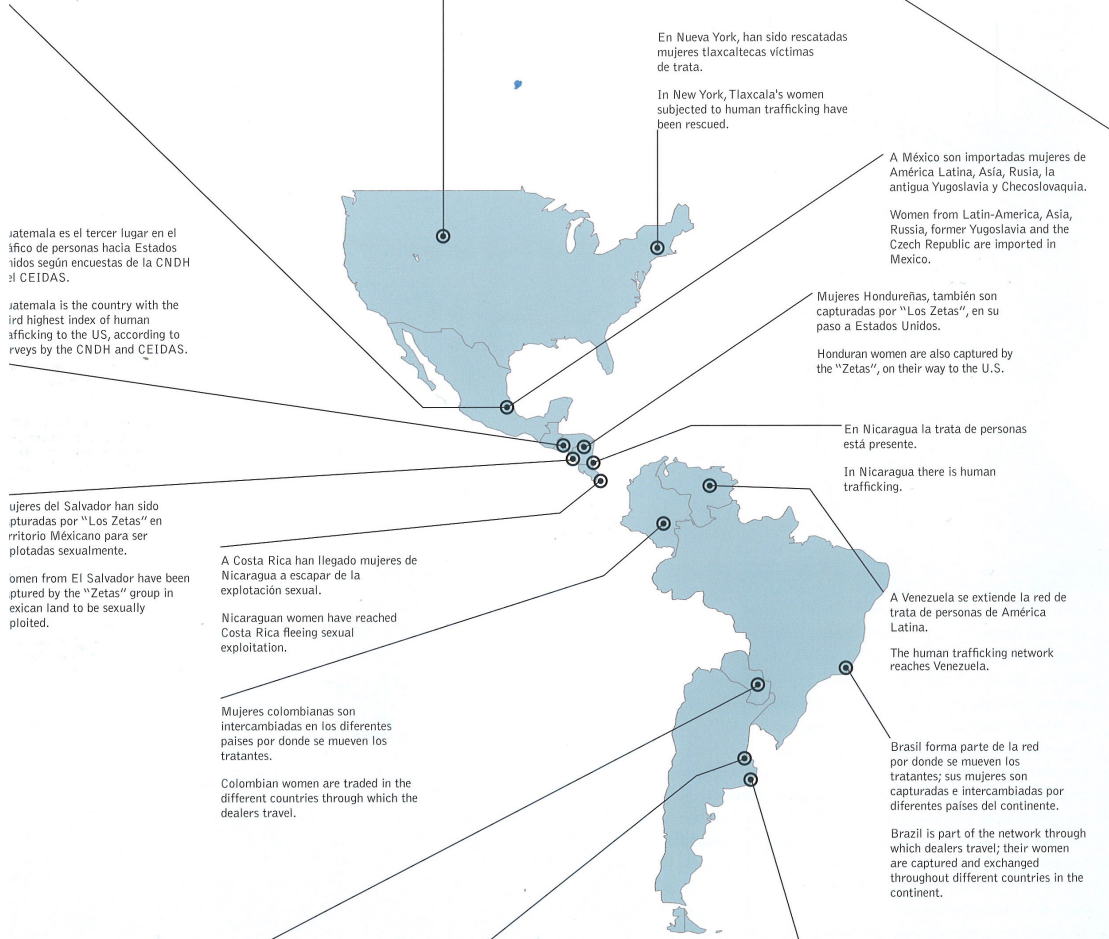 En Nueva York, han sido rescatadas
mujeres tlaxcaltecas víctimas
de trata.
In New York, Tlaxcala's women
subjected to human trafficking have
been rescued.
A México son importadas mujeres de
América Latina, Asía, Rusia, la
antigua Yugoslavia y Checoslovaquia.
Women from Latin-America, Asia,
Russia, former Yugoslavia and the
Czech Republic are imported in
Mexico.
uatemala es el tercer lugar en el
áfico de personas hacia Estados
nidos según encuestas de la CNDH
el CEIDAS.
uatemala is the country with the
ird highest index of human
afficking to the US, according to
rveys by the CNDH and CEIDAS.
Mujeres Hondureñas, también son
capturadas por "Los Zetas", en su
paso a Estados Unidos.
Honduran women are also captured by
the "Zetas", on their way to the U.S.
En Nicaragua la trata de personas
está presente.
In Nicaragua there is human
trafficking.
ujeres del Salvador han sido
pturadas por "Los Zetas" en
rritorio Méxicano para ser
plotadas sexualmente.
omen from El Salvador have been
ptured by the "Zetas" group in
exican land to be sexually
ploited.
A Costa Rica han llegado mujeres de
Nicaragua a escapar de la
explotación sexual.
Nicaraguan women have reached
Costa Rica fleeing sexual
exploitation.
A Venezuela se extiende la red de
trata de personas de América
Latina.
The human trafficking network
reaches Venezuela.
Mujeres colombianas son
intercambiadas en los diferentes
paises por donde se mueven los
tratantes.
Colombian women are traded in the
different countries through which the
dealers travel.
Brasil forma parte de la red
por donde se mueven los
tratantes; sus mujeres son
capturadas e intercambiadas por
diferentes países del continente.
Brazil is part of the network through
which dealers travel; their women
are captured and exchanged
throughout different countries in the
continent.